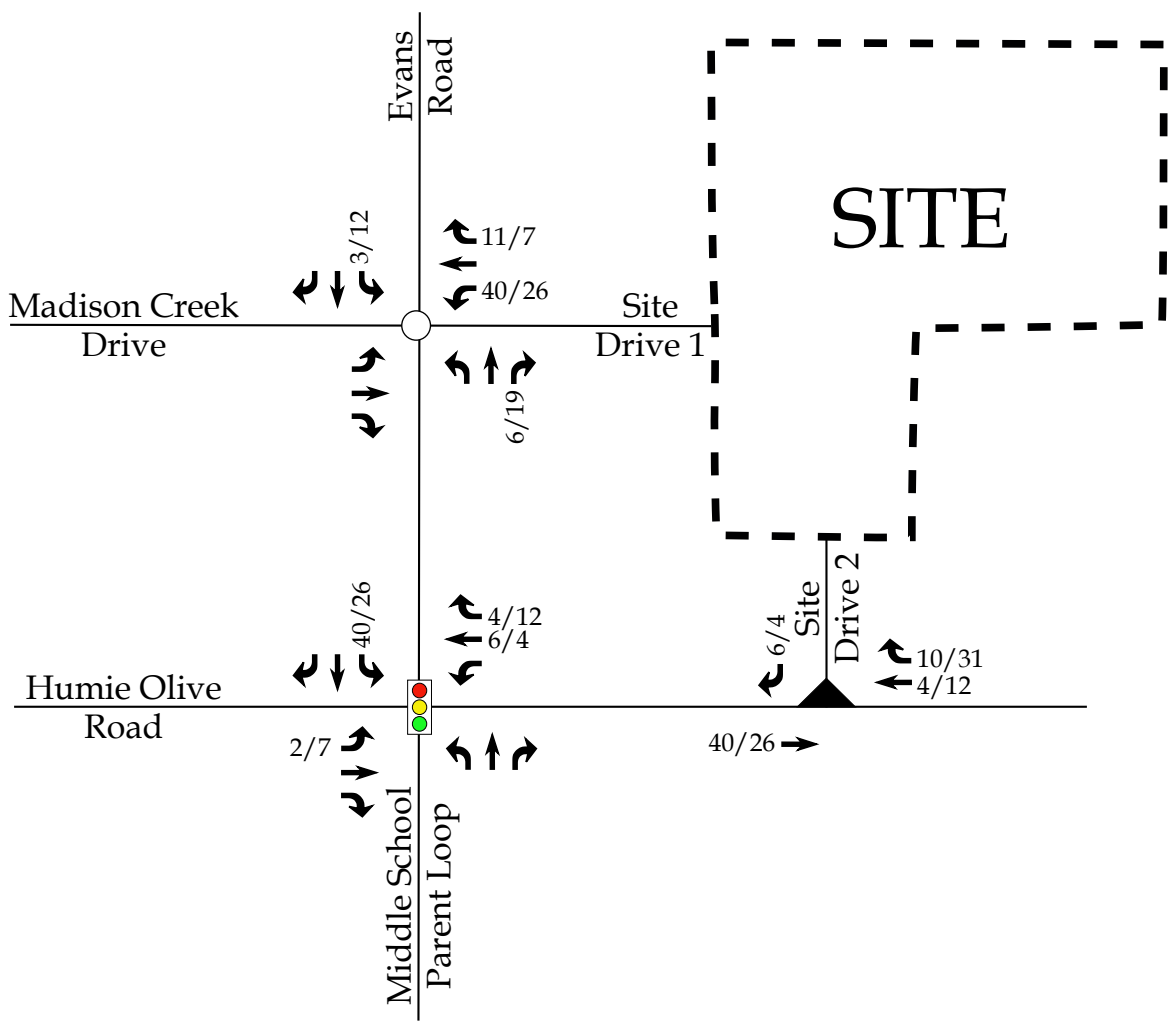 Evans
Road
SITE
3/12
11/7
40/26
Madison Creek
Drive
Site
Drive 1
6/19
40/26
4/12
6/4
6/4
Site
Drive 2
10/31
4/12
Humie Olive
Road
2/7
40/26
Middle School
Parent Loop